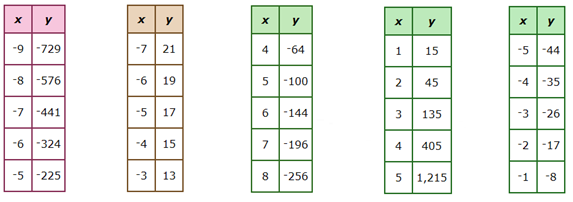 x y x y x y x y x y
-9 -729 -7 21 4 -64 1 15 -5 -44
-8 -576 -6 19 5 -100 2 45 -4 -35
-7 -441 -5 17 6 -144 3 135 -3 -26
-6 -324 -4 15 7 -196 4 405 -2 -17
-5 -225 -3 13 8 -256 5 1,215 -1 -8